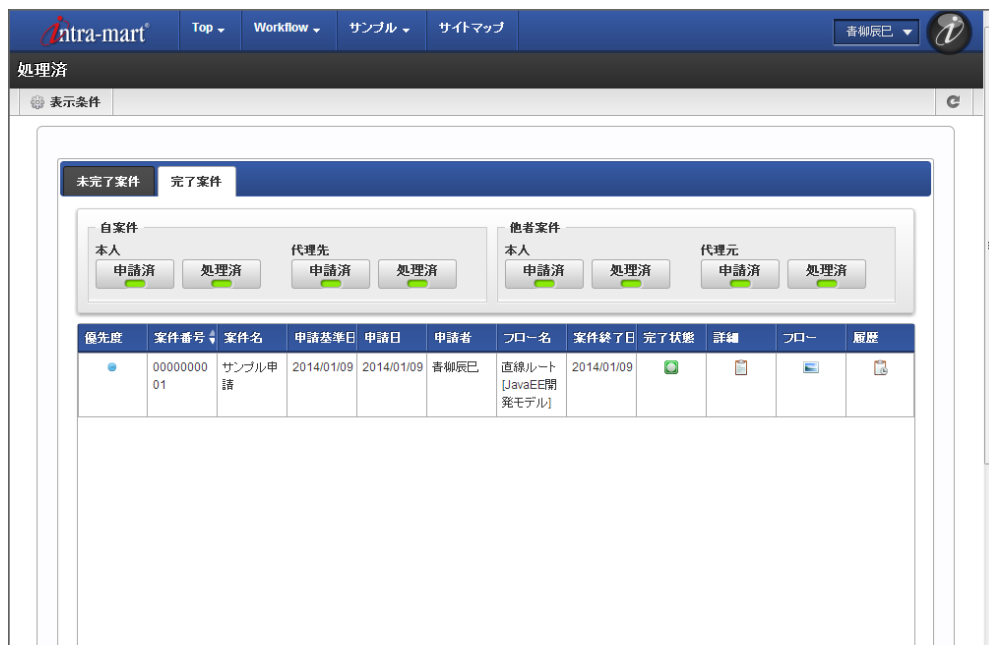 intra-mart®
Top
Workflow
サンプル
サイトマップ
青柳辰巳
処理済
表示条件
未完了案件
完了案件
自案件
他者案件
本人
代理先
本人
代理元
申請済
処理済
申請済
処理済
申請済
処理済
申請済
処理済
優先度 案件番号 案件名 申請基準日 申請日 申請者 フロー名 案件終了日 完了状態 詳細 フロー 履歴
00000000 サンプル申 2014/01/09 2014/01/09 青柳辰巳 直線ルート 2014/01/09
01 請 [JavaEE開
発モデル]